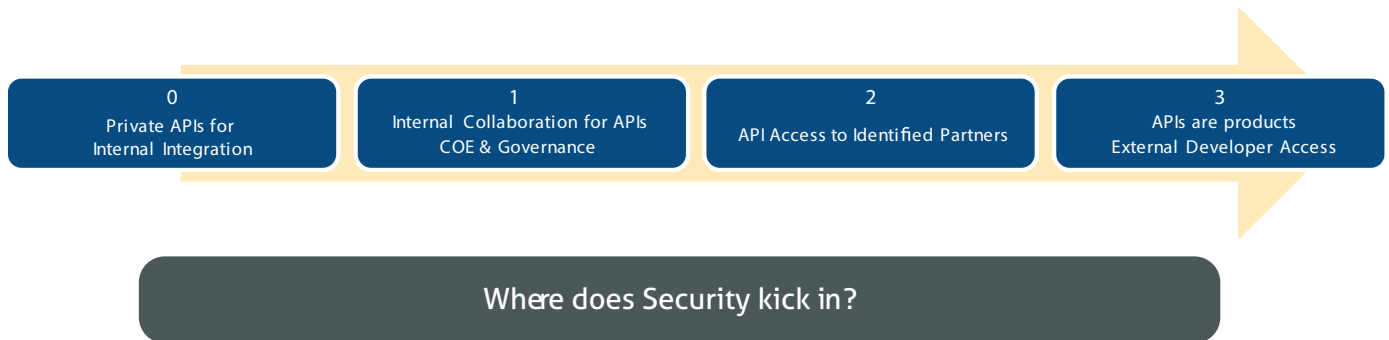 0
Private APIs for
Internal Integration
1
Internal Collaboration for APIs
COE & Governance
2
API Access to Identified Partners
3
APIs are products
External Developer Access
Where does Security kick in?